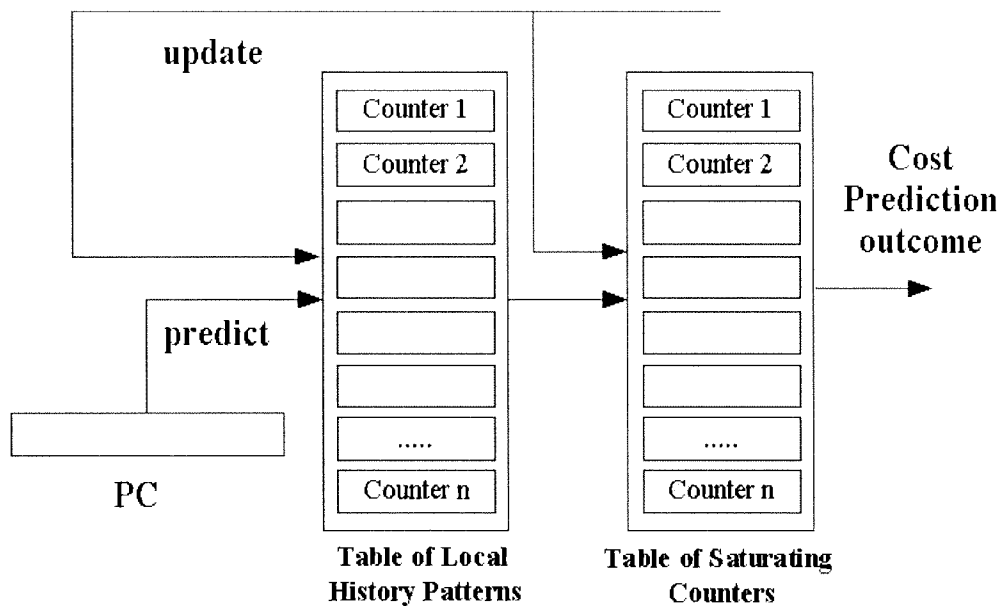 update
Counter 1
Counter 2
.....
Counter n
Table of Local
History Patterns
predict
PC
Counter 1
Counter 2
.....
Counter n
Table of Saturating
Counters
Cost
Prediction
outcome